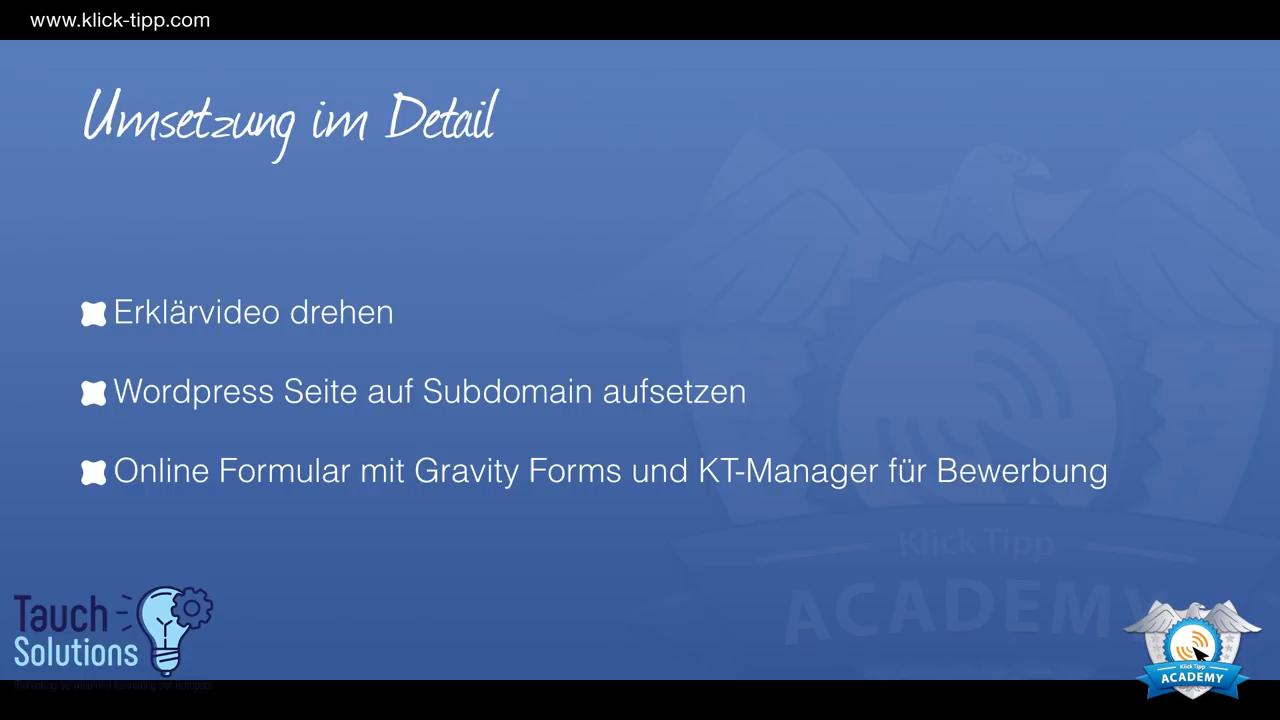 www.klick-tipp.com
Umsetzung im Detail
Erklärvideo drehen
Wordpress Seite auf Subdomain aufsetzen
Online Formular mit Gravity Forms und KT-Manager für Bewerbung
Klick Tipp
ACADEMY
Tauch
Solutions
Klick Tipp
ACADEMY